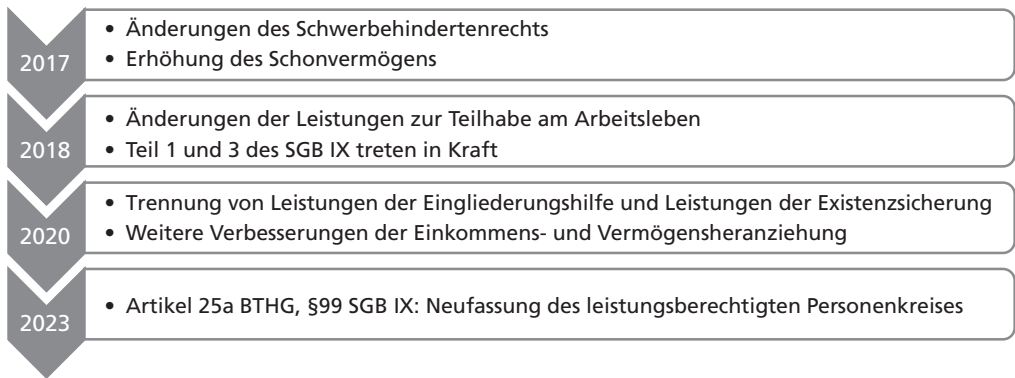 2017
• Änderungen des Schwerbehindertenrechts
• Erhöhung des Schonvermögens
2018
• Änderungen der Leistungen zur Teilhabe am Arbeitsleben
• Teil 1 und 3 des SGB IX treten in Kraft
2020
• Trennung von Leistungen der Eingliederungshilfe und Leistungen der Existenzsicherung
• Weitere Verbesserungen der Einkommens- und Vermögensheranziehung
2023
• Artikel 25a BTHG, §99 SGB IX: Neufassung des leistungsberechtigten Personenkreises